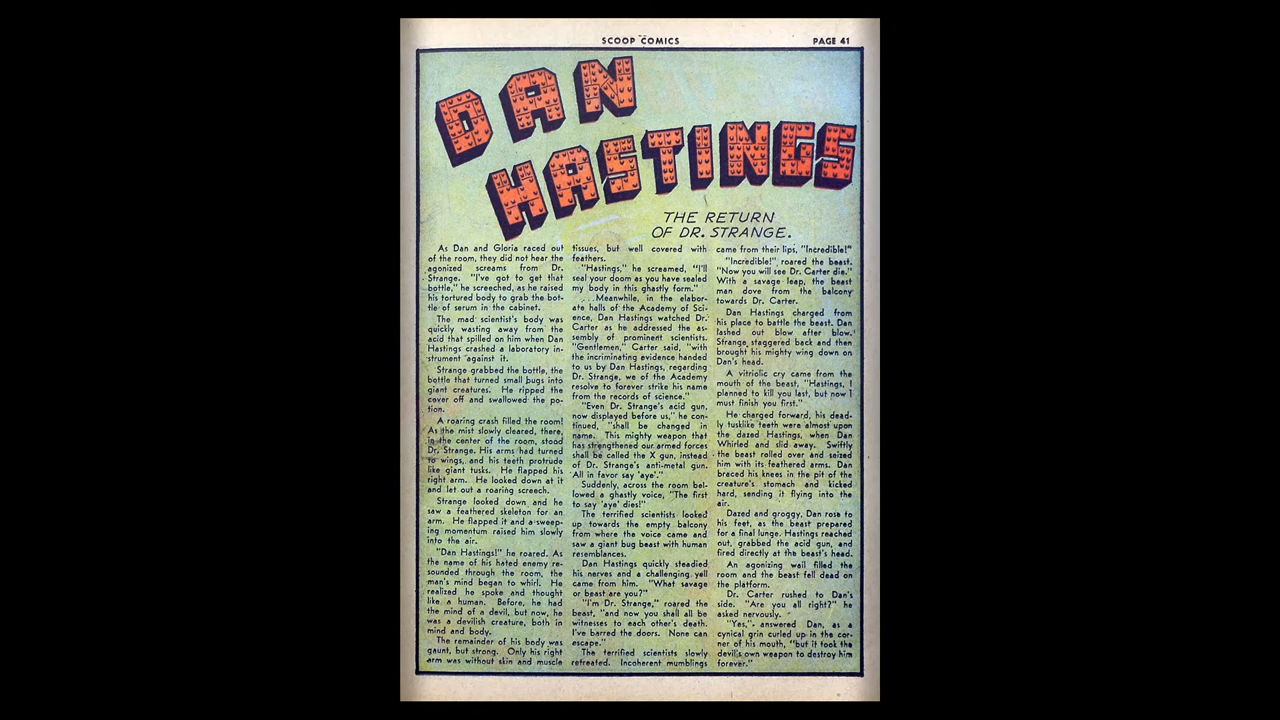 SCOOP COMICS
PAGE 41
DAN
HASTINGS
THE RETURN
OF DR. STRANGE.
As Dan and Gloria raced out
of the room, they did not hear the
agonized screams from Dr.
Strange. "I've got to get that
bottle," he screeched, as he raised
his tortured body to grab the bot-
tle of serum in the cabinet.
The mad scientist's body was
quickly wasting away from the
acid that spilled on him when Dan
Hastings crashed a laboratory in-
strument against it.
Strange grabbed the bottle, the
bottle that turned small bugs into
giant creatures. He ripped the
cover off and swallowed the po-
tion.
A roaring crash filled the room!
As the mist slowly cleared, there,
in the center of the room, stood
Dr. Strange. His arms had turned
to wings, and his teeth protrude
like giant tusks. He flapped his
right arm. He looked down at it
and let out a roaring screech.
Strange looked down and he
saw a feathered skeleton for an
arm. He flapped it and a sweep-
ing momentum raised him slowly
into the air.
"Dan Hastings!" he roared. As
the name of his hated enemy re-
sounded through the room, the
man's mind began to whirl. He
realized he spoke and thought
like a human. Before, he had
the mind of a devil, but now, he
was a devilish creature, both in
mind and body.
The remainder of his body was
gaunt, but strong. Only his right
arm was without skin and muscle
tissues, but well covered with
feathers.
"Hastings," he screamed, "I'll
seal your doom as you have sealed
my body in this ghastly form."
. . . Meanwhile, in the elabor-
ate halls of the Academy of Sci-
ence, Dan Hastings watched Dr.
Carter as he addressed the as-
sembly of prominent scientists.
"Gentlemen," Carter said, "with
the incriminating evidence handed
to us by Dan Hastings, regarding
Dr. Strange, we of the Academy
resolve to forever strike his name
from the records of science."
"Even Dr. Strange's acid gun,
now displayed before us," he con-
tinued, "shall be changed in
name. This mighty weapon that
has strengthened our armed forces
shall be called the X gun, instead
of Dr. Strange's anti-metal gun.
All in favor say 'aye'."
Suddenly, across the room bel-
lowed a ghastly voice, "The first
to say 'aye' dies!"
The terrified scientists looked
up towards the empty balcony
from where the voice came and
saw a giant bug beast with human
resemblances.
Dan Hastings quickly steadied
his nerves and a challenging yell
came from him. "What savage
or beast are you?"
"I'm Dr. Strange," roared the
beast, "and now you shall all be
witnesses to each other's death.
I've barred the doors. None can
escape."
The terrified scientists slowly
retreated. Incoherent mumblings
came from their lips, "Incredible!"
"Incredible!" roared the beast.
"Now you will see Dr. Carter die."
With a savage leap, the beast
man dove from the balcony
towards Dr. Carter.
Dan Hastings charged from
his place to battle the beast. Dan
lashed out blow after blow.
Strange staggered back and then
brought his mighty wing down on
Dan's head.
A vitriolic cry came from the
mouth of the beast, "Hastings, I
planned to kill you last, but now I
must finish you first."
He charged forward, his dead-
ly tusklike teeth were almost upon
the dazed Hastings, when Dan
Whirled and slid away. Swiftly
the beast rolled over and seized
him with its feathered arms. Dan
braced his knees in the pit of the
creature's stomach and kicked
hard, sending it flying into the
air.
Dazed and groggy, Dan rose to
his feet, as the beast prepared
for a final lunge. Hastings reached
out, grabbed the acid gun, and
fired directly at the beast's head.
An agonizing wail filled the
room and the beast fell dead on
the platform.
Dr. Carter rushed to Dan's
side. "Are you all right?" he
asked nervously.
"Yes," answered Dan, as a
cynical grin curled up in the cor-
ner of his mouth, "but it took the
devil's own weapon to destroy him
forever."